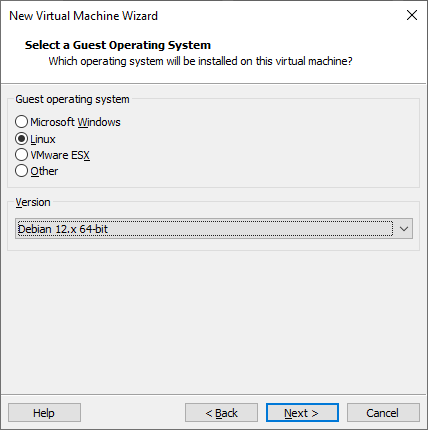 New Virtual Machine Wizard
Select a Guest Operating System
Which operating system will be installed on this virtual machine?
Guest operating system
Microsoft Windows
Linux
VMware ESX
Other
Version
Debian 12.x 64-bit
Help
< Back
Next >
Cancel